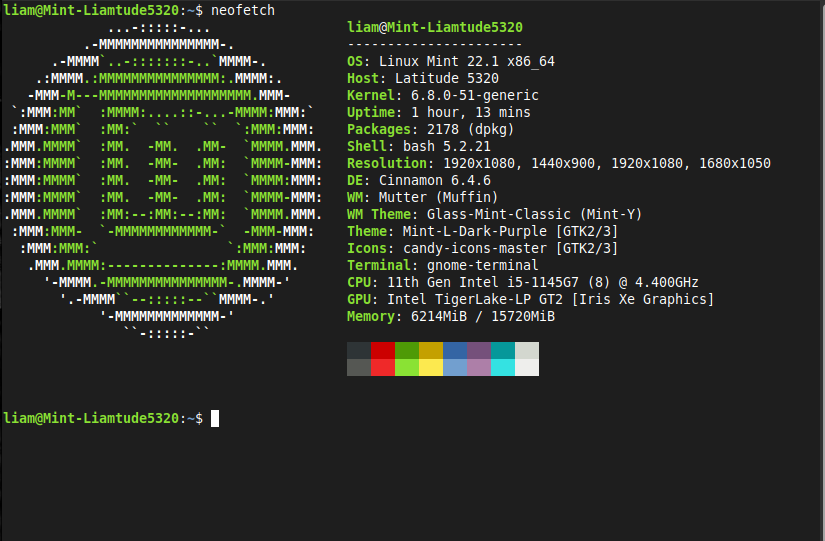 liam@Mint-Liamtude5320:~$ neofetch
             ...-:::::-...                 liam@Mint-Liamtude5320
          .-MMMMMMMMMMMMMMM-.              ----------------------
      .-MMMM`..-:::::::-..`MMMM-.          OS: Linux Mint 22.1 x86_64
    .:MMMM.:MMMMMMMMMMMMMMM:.MMMM:.        Host: Latitude 5320
   -MMM-M---MMMMMMMMMMMMMMMMMMM.MMM-       Kernel: 6.8.0-51-generic
 `:MMM:MM`  :MMMM:....::-...-MMMM:MMM:`    Uptime: 1 hour, 13 mins
 :MMM:MMM`  :MM:`  ``    ``  `:MMM:MMM:    Packages: 2178 (dpkg)
.MMM.MMMM`  :MM.  -MM.  .MM-  `MMMM.MMM.   Shell: bash 5.2.21
:MMM:MMMM`  :MM.  -MM-  .MM:  `MMMM-MMM:   Resolution: 1920x1080, 1440x900, 1920x1080, 1680x1050
:MMM:MMMM`  :MM.  -MM-  .MM:  `MMMM:MMM:   DE: Cinnamon 6.4.6
:MMM:MMMM`  :MM.  -MM-  .MM:  `MMMM-MMM:   WM: Mutter (Muffin)
.MMM.MMMM`  :MM:--:MM:--:MM:  `MMMM.MMM.   WM Theme: Glass-Mint-Classic (Mint-Y)
 :MMM:MMM-  `-MMMMMMMMMMMM-`  -MMM-MMM:    Theme: Mint-L-Dark-Purple [GTK2/3]
  :MMM:MMM:`                `:MMM:MMM:     Icons: candy-icons-master [GTK2/3]
   .MMM.MMMM:--------------:MMMM.MMM.      Terminal: gnome-terminal
     '-MMMM.-MMMMMMMMMMMMMMM-.MMMM-'       CPU: 11th Gen Intel i5-1145G7 (8) @ 4.400GHz
       '.-MMMM``--:::::--``MMMM-.'         GPU: Intel TigerLake-LP GT2 [Iris Xe Graphics]
            '-MMMMMMMMMMMMM-'              Memory: 6214MiB / 15720MiB
               ``-:::::-``
liam@Mint-Liamtude5320:~$